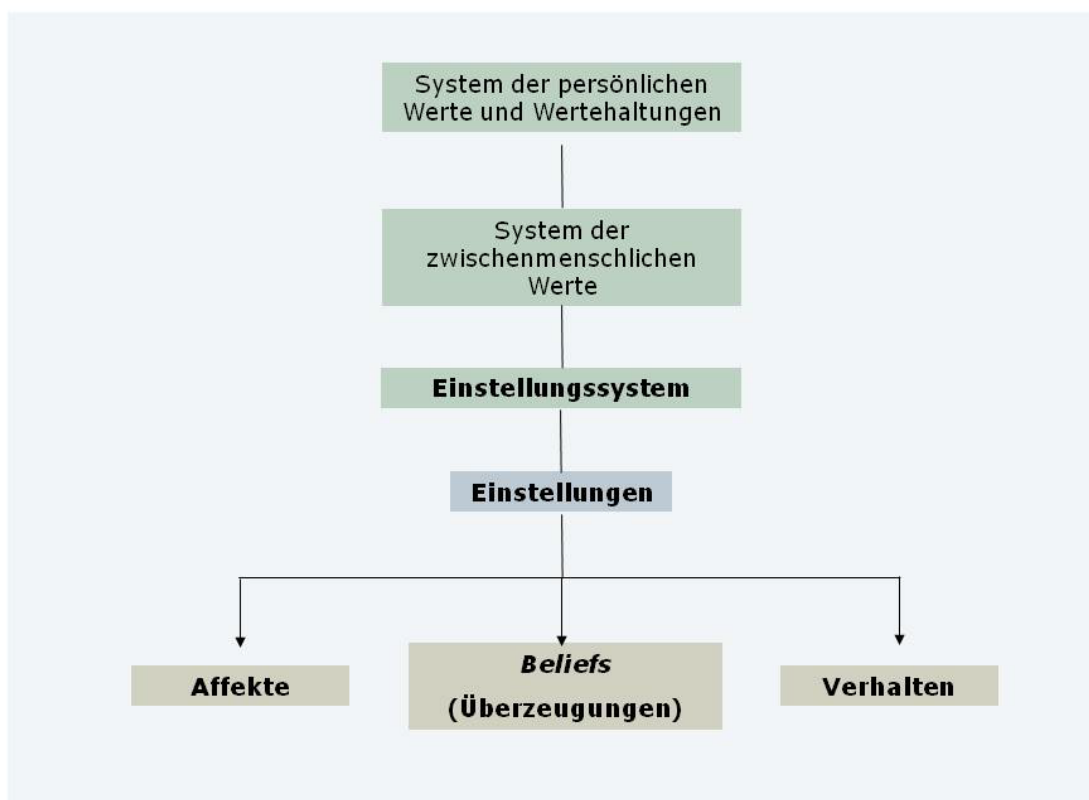 System der persönlichen
Werte und Wertehaltungen
System der
zwischenmenschlichen
Werte
Einstellungssystem
Einstellungen
Affekte
Beliefs
(Überzeugungen)
Verhalten